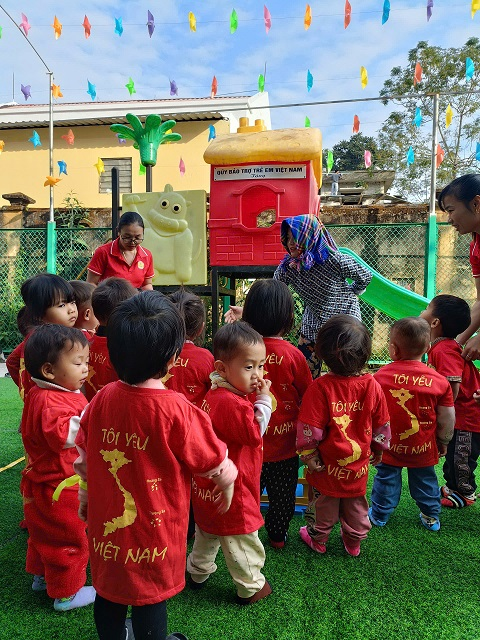 QUỸ BẢO TRỢ TRẺ EM VIỆT NAM
Tặng
TÔI YÊU
VIỆT NAM
TÔI YÊU
VIỆT NAM
TÔI YÊU
VIỆT NAM